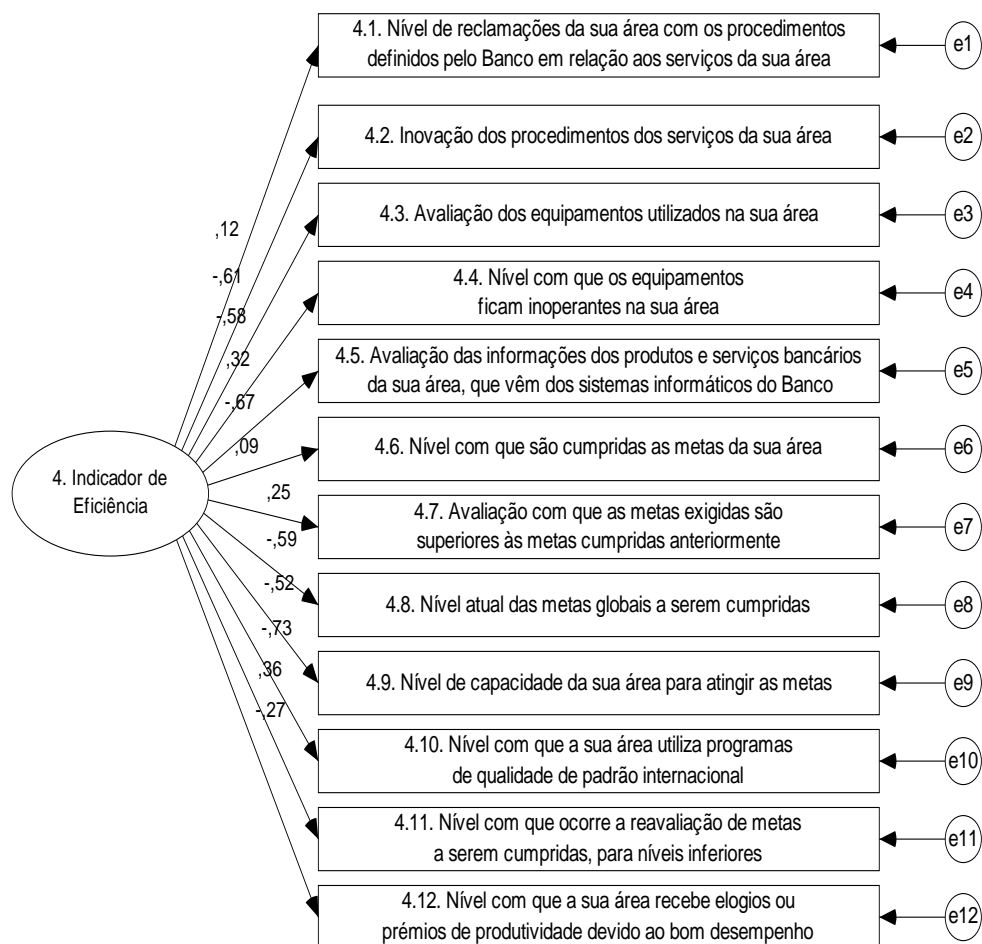 4.1. Nível de reclamações da sua área com os procedimentos
definidos pelo Banco em relação aos serviços da sua área
e1
4.2. Inovação dos procedimentos dos serviços da sua área
e2
4.3. Avaliação dos equipamentos utilizados na sua área
e3
,12
-,61
4.4. Nível com que os equipamentos
ficam inoperantes na sua área
e4
-,58
,32
4.5. Avaliação das informações dos produtos e serviços bancários
da sua área, que vêm dos sistemas informáticos do Banco
e5
-,67
,09
4.6. Nível com que são cumpridas as metas da sua área
e6
4. Indicador de
Eficiência
,25
4.7. Avaliação com que as metas exigidas são
superiores às metas cumpridas anteriormente
e7
-,59
-,52
4.8. Nível atual das metas globais a serem cumpridas
e8
-,73
,36
4.9. Nível de capacidade da sua área para atingir as metas
e9
-,27
4.10. Nível com que a sua área utiliza programas
de qualidade de padrão internacional
e10
4.11. Nível com que ocorre a reavaliação de metas
a serem cumpridas, para níveis inferiores
e11
4.12. Nível com que a sua área recebe elogios ou
prémios de produtividade devido ao bom desempenho
e12